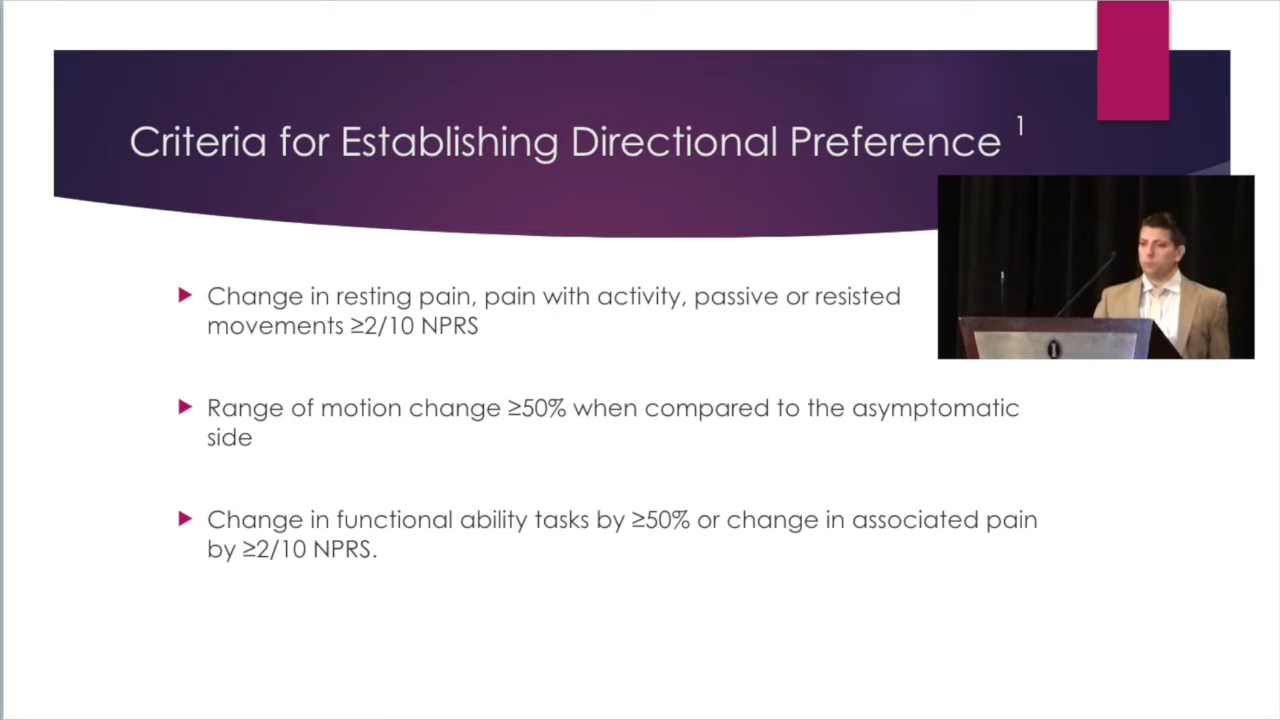 Criteria for Establishing Directional Preference 1
Change in resting pain, pain with activity, passive or resisted
movements ≥2/10 NPRS
Range of motion change ≥50% when compared to the asymptomatic
side
Change in functional ability tasks by ≥50% or change in associated pain
by ≥2/10 NPRS.